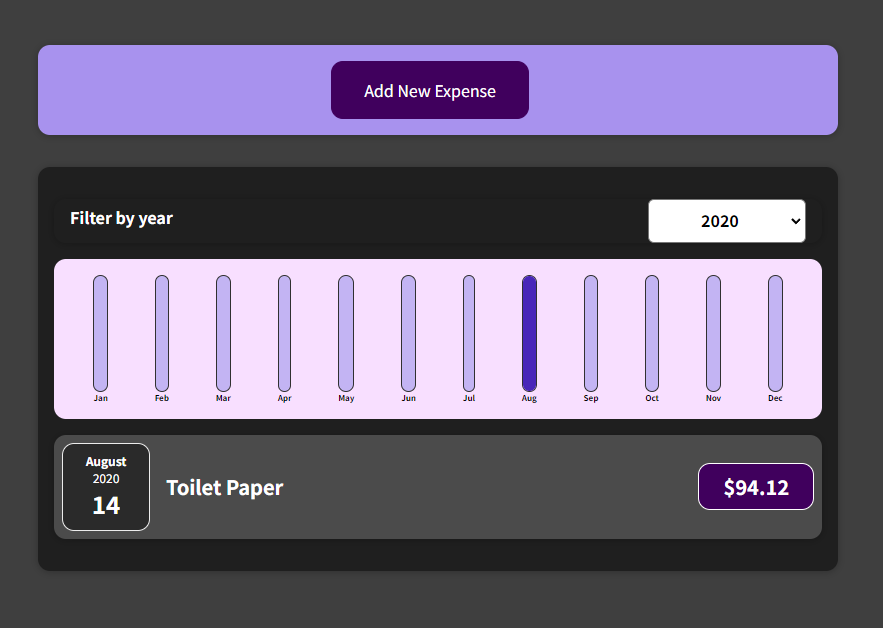 Add New Expense
Filter by year
2020
Jan Feb Mar Apr May Jun Jul Aug Sep Oct Nov Dec
August
2020
14
Toilet Paper
$94.12